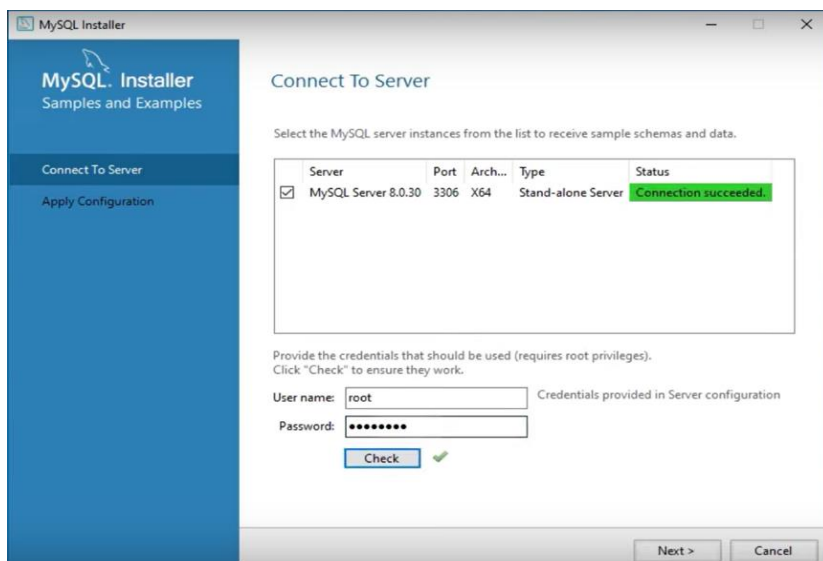 MySQL Installer
MySQL. Installer
Samples and Examples
Connect To Server
Apply Configuration
Connect To Server
Select the MySQL server instances from the list to receive sample schemas and data.
Server Port Arch... Type Status
MySQL Server 8.0.30 3306 X64 Stand-alone Server Connection succeeded.
Provide the credentials that should be used (requires root privileges).
Click "Check" to ensure they work.
User name: root Credentials provided in Server configuration
Password: ●●●●●●●●
Check
Next > Cancel